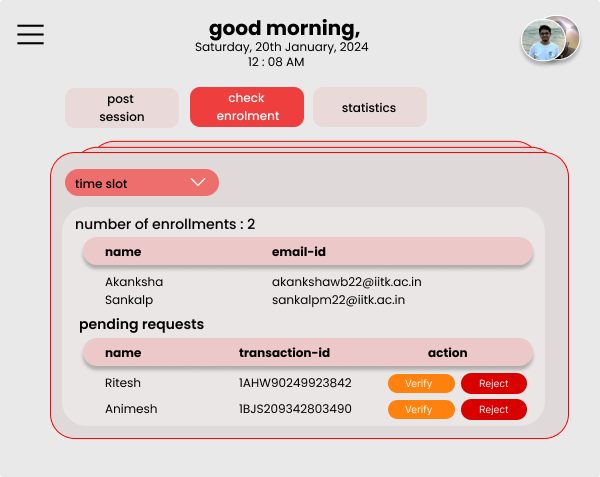 good morning,
Saturday, 20th January, 2024
12 : 08 AM
post
session
check
enrolment
statistics
time slot
number of enrollments : 2
name email-id
Akanksha akankshawb22@iitk.ac.in
Sankalp sankalpm22@iitk.ac.in
pending requests
name transaction-id action
Ritesh 1AHW90249923842 Verify Reject
Animesh 1BJS209342803490 Verify Reject